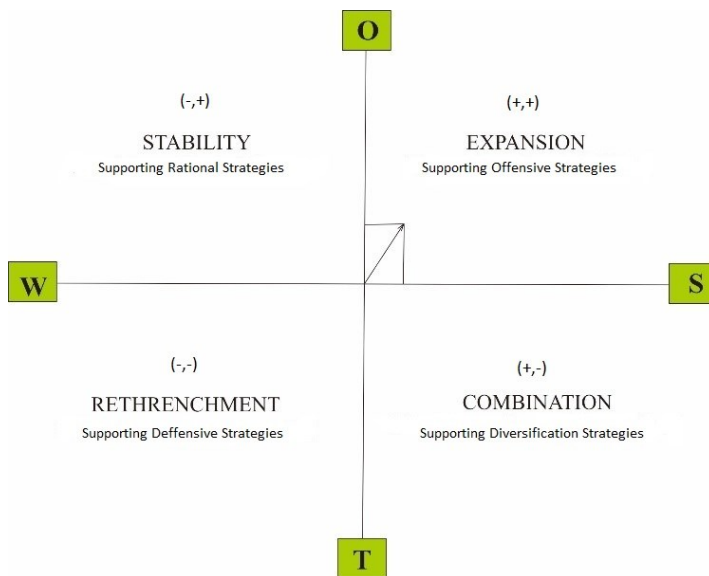 O
(-,+)
STABILITY
Supporting Rational Strategies
(+,+)
EXPANSION
Supporting Offensive Strategies
W
S
(-,-)
RETHRENCHMENT
Supporting Deffensive Strategies
(+,-)
COMBINATION
Supporting Diversification Strategies
T